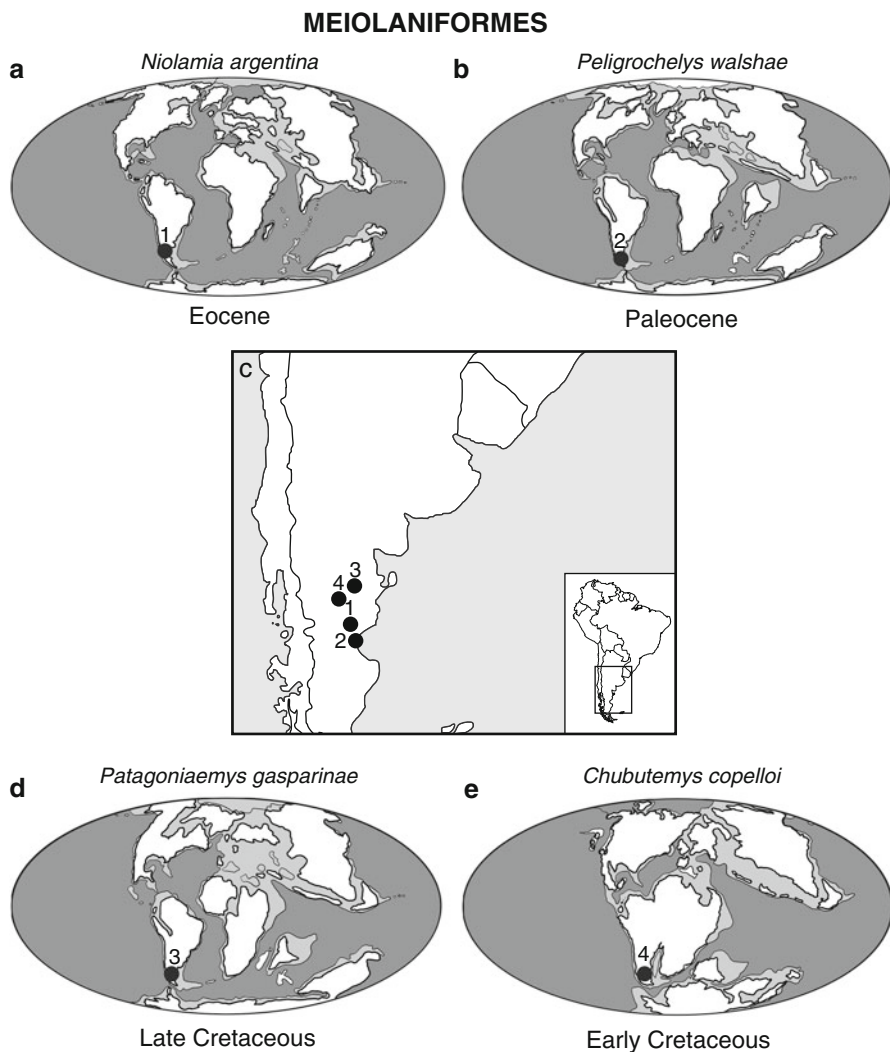 MEIOLANIFORMES
a
Niolamia argentina
1
Eocene
b
Peligrochelys walshae
2
Paleocene
c
3
4
1
2
d
Patagoniaemys gasparinae
3
Late Cretaceous
e
Chubutemys copelloi
4
Early Cretaceous